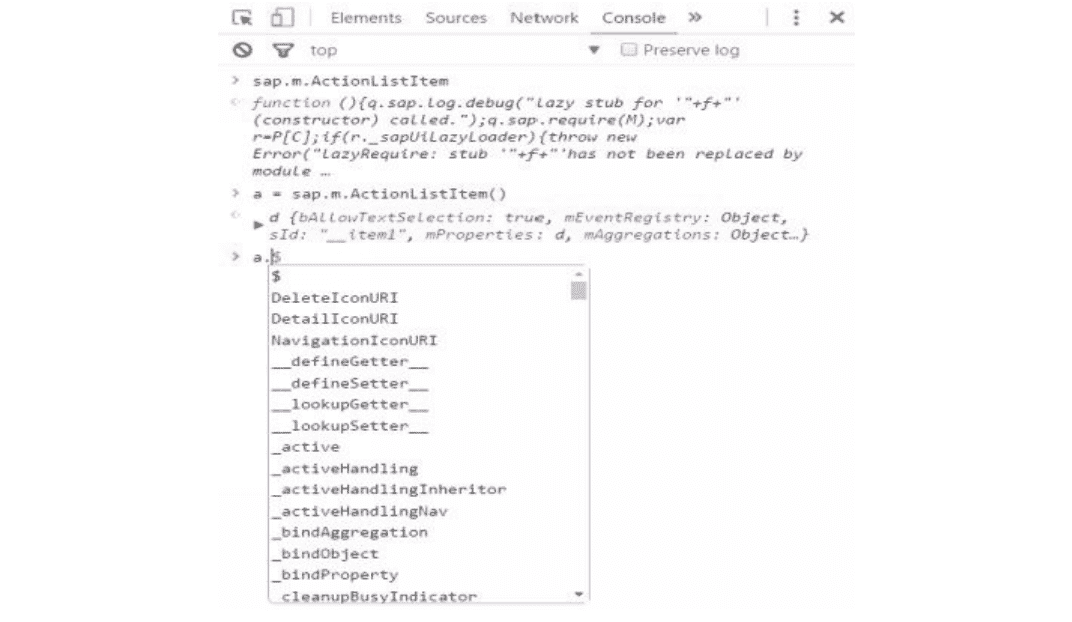 Elements Sources Network Console »
top Preserve log
> sap.m.ActionListItem
function (){q.sap.log.debug("lazy stub for '"+f+"'
(constructor) called.");q.sap.require(M);var
r=P[C];if(r._sapUiLazyLoader){throw new
Error("lazyRequire: stub '"+f+"'has not been replaced by
module …
> a = sap.m.ActionListItem()
d {bAllowTextSelection: true, mEventRegistry: Object,
sId: "__item1", mProperties: d, mAggregations: Object…}
> a.$
$
DeleteIconURI
DetailIconURI
NavigationIconURI
__defineGetter__
__defineSetter__
__lookupGetter__
__lookupSetter__
_active
_activeHandling
_activeHandlingInheritor
_activeHandlingNav
_bindAggregation
_bindObject
_bindProperty
_cleanupBusyIndicator